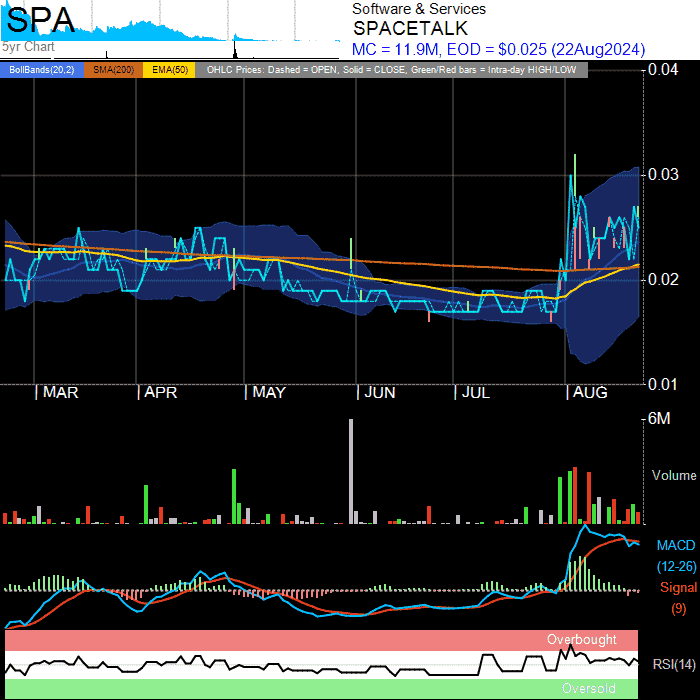 SPA
5yr Chart
Software & Services
SPACETALK
MC = 11.9M, EOD = $0.025 (22Aug2024)
BollBands(20,2) SMA(200) EMA(50) OHLC Prices: Dashed = OPEN, Solid = CLOSE, Green/Red bars = Intra-day HIGH/LOW
0.04
0.03
0.02
0.01
| MAR | APR | MAY | JUN | JUL | AUG
6M
Volume
MACD
(12-26)
Signal
(9)
Overbought
RSI(14)
Oversold